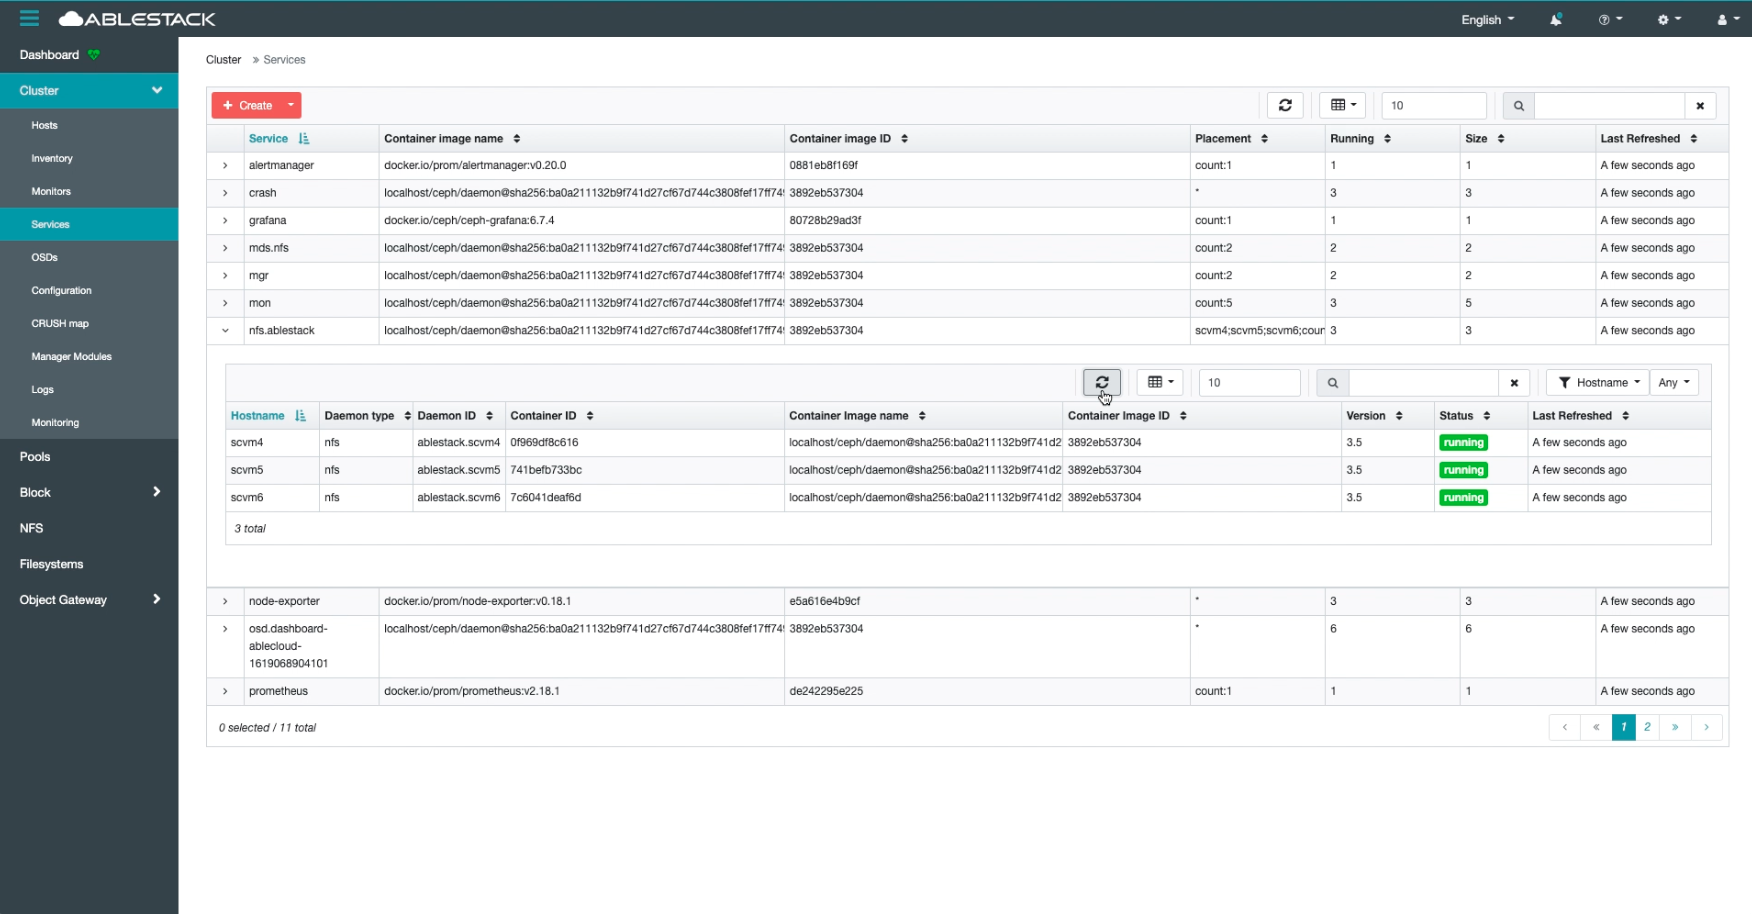 ABLESTACK English
Dashboard
Cluster
Hosts
Inventory
Monitors
Services
OSDs
Configuration
CRUSH map
Manager Modules
Logs
Monitoring
Pools
Block
NFS
Filesystems
Object Gateway
Cluster » Services
+ Create 10
Service Container image name Container image ID Placement Running Size Last Refreshed
alertmanager docker.io/prom/alertmanager:v0.20.0 0881eb8f169f count:1 1 1 A few seconds ago
crash localhost/ceph/daemon@sha256:ba0a211132b9f741d27cf67d744c3808fef17ff74 3892eb537304 * 3 3 A few seconds ago
grafana docker.io/ceph/ceph-grafana:6.7.4 80728b29ad3f count:1 1 1 A few seconds ago
mds.nfs localhost/ceph/daemon@sha256:ba0a211132b9f741d27cf67d744c3808fef17ff74 3892eb537304 count:2 2 2 A few seconds ago
mgr localhost/ceph/daemon@sha256:ba0a211132b9f741d27cf67d744c3808fef17ff74 3892eb537304 count:2 2 2 A few seconds ago
mon localhost/ceph/daemon@sha256:ba0a211132b9f741d27cf67d744c3808fef17ff74 3892eb537304 count:5 3 5 A few seconds ago
nfs.ablestack localhost/ceph/daemon@sha256:ba0a211132b9f741d27cf67d744c3808fef17ff74 3892eb537304 scvm4;scvm5;scvm6;coun 3 3 A few seconds ago
10 Hostname Any
Hostname Daemon type Daemon ID Container ID Container Image name Container Image ID Version Status Last Refreshed
scvm4 nfs ablestack.scvm4 0f969df8c616 localhost/ceph/daemon@sha256:ba0a211132b9f741d2 3892eb537304 3.5 running A few seconds ago
scvm5 nfs ablestack.scvm5 741befb733bc localhost/ceph/daemon@sha256:ba0a211132b9f741d2 3892eb537304 3.5 running A few seconds ago
scvm6 nfs ablestack.scvm6 7c6041deaf6d localhost/ceph/daemon@sha256:ba0a211132b9f741d2 3892eb537304 3.5 running A few seconds ago
3 total
node-exporter docker.io/prom/node-exporter:v0.18.1 e5a616e4b9cf * 3 3 A few seconds ago
osd.dashboard- localhost/ceph/daemon@sha256:ba0a211132b9f741d27cf67d744c3808fef17ff74 3892eb537304 * 6 6 A few seconds ago
ablecloud-
1619068904101
prometheus docker.io/prom/prometheus:v2.18.1 de242295e225 count:1 1 1 A few seconds ago
0 selected / 11 total ‹ « 1 2 » ›